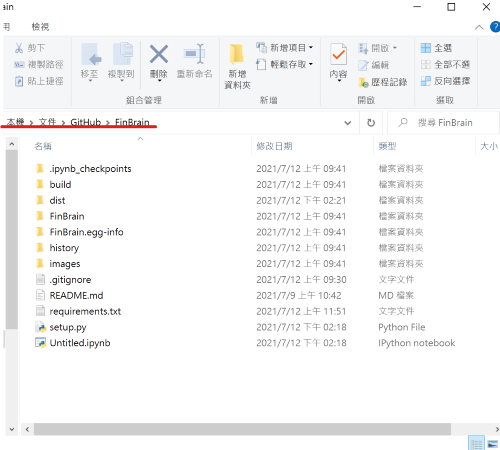 ain
用 檢視
剪下
複製路徑
貼上捷徑
移至 複製到 刪除 重新命名
新增
資料夾
新增項目
輕鬆存取
內容
開啟
編輯
歷程記錄
全選
全部不選
反向選擇
組合管理 新增 開啟 選取
本機 > 文件 > GitHub > FinBrain
搜尋 FinBrain
名稱 修改日期 類型 大小
.ipynb_checkpoints 2021/7/12 上午 09:41 檔案資料夾
build 2021/7/12 上午 09:41 檔案資料夾
dist 2021/7/12 下午 02:21 檔案資料夾
FinBrain 2021/7/12 上午 09:41 檔案資料夾
FinBrain.egg-info 2021/7/12 上午 09:41 檔案資料夾
history 2021/7/12 上午 09:41 檔案資料夾
images 2021/7/12 上午 09:41 檔案資料夾
.gitignore 2021/7/12 上午 09:30 文字文件
README.md 2021/7/9 上午 10:42 MD 檔案
requirements.txt 2021/7/12 上午 11:51 文字文件
setup.py 2021/7/12 下午 02:18 Python File
Untitled.ipynb 2021/7/12 下午 02:18 IPython notebook